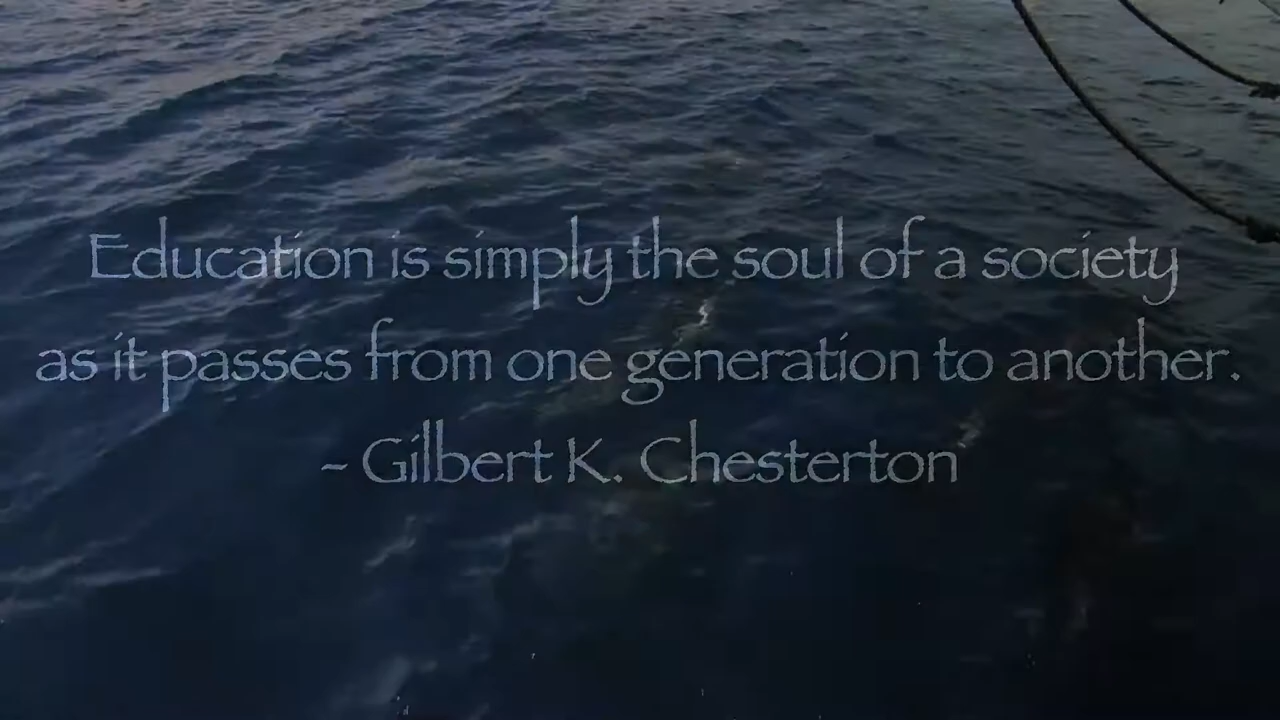 Education is simply the soul of a society
as it passes from one generation to another.
~ Gilbert K. Chesterton